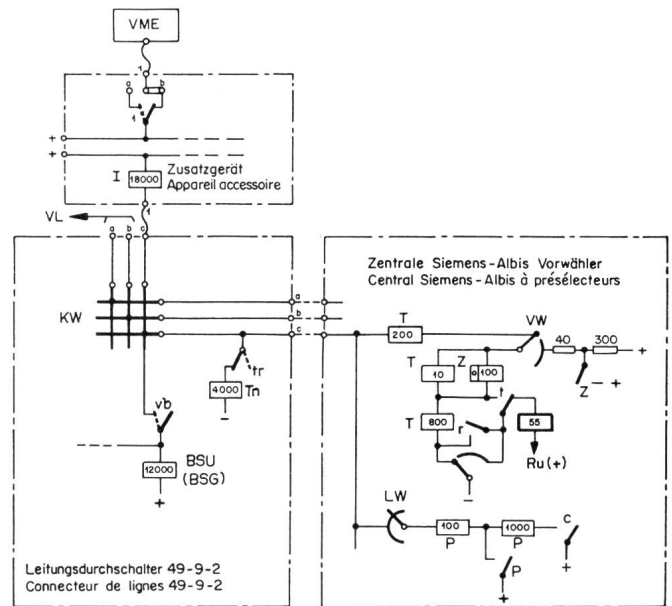 VME
1
a b
1
+
+
I 18000
Zusatzgerät
Appareil accessoire
1
VL
a b c
KW
a
b
c
tr
4000 Tn
−
vb
12000
BSU
(BSG)
+
Leitungsdurchschalter 49-9-2
Connecteur de lignes 49-9-2
Zentrale Siemens-Albis Vorwähler
Central Siemens-Albis à présélecteurs
T
200
VW
40 300
+
Z − +
T 10
Z 100
t
T 800
r
55
Ru (+)
−
LW
100
P
1000
P
c
+
P
+